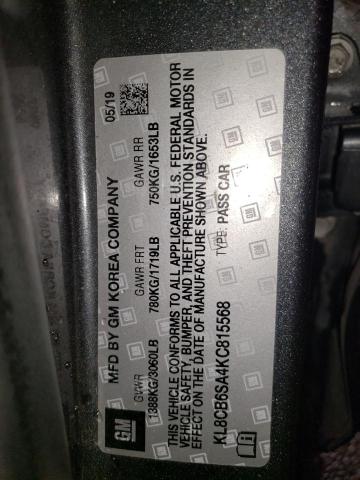 GM
MFD BY GM KOREA COMPANY 05/19
GVWR GAWR FRT GAWR RR
1388KG/3060LB 780KG/1719LB 750KG/1653LB
THIS VEHICLE CONFORMS TO ALL APPLICABLE U.S. FEDERAL MOTOR
VEHICLE SAFETY, BUMPER, AND THEFT PREVENTION STANDARDS IN
EFFECT ON THE DATE OF MANUFACTURE SHOWN ABOVE.
TYPE: PASS CAR
KL8CB6SA4KC815568